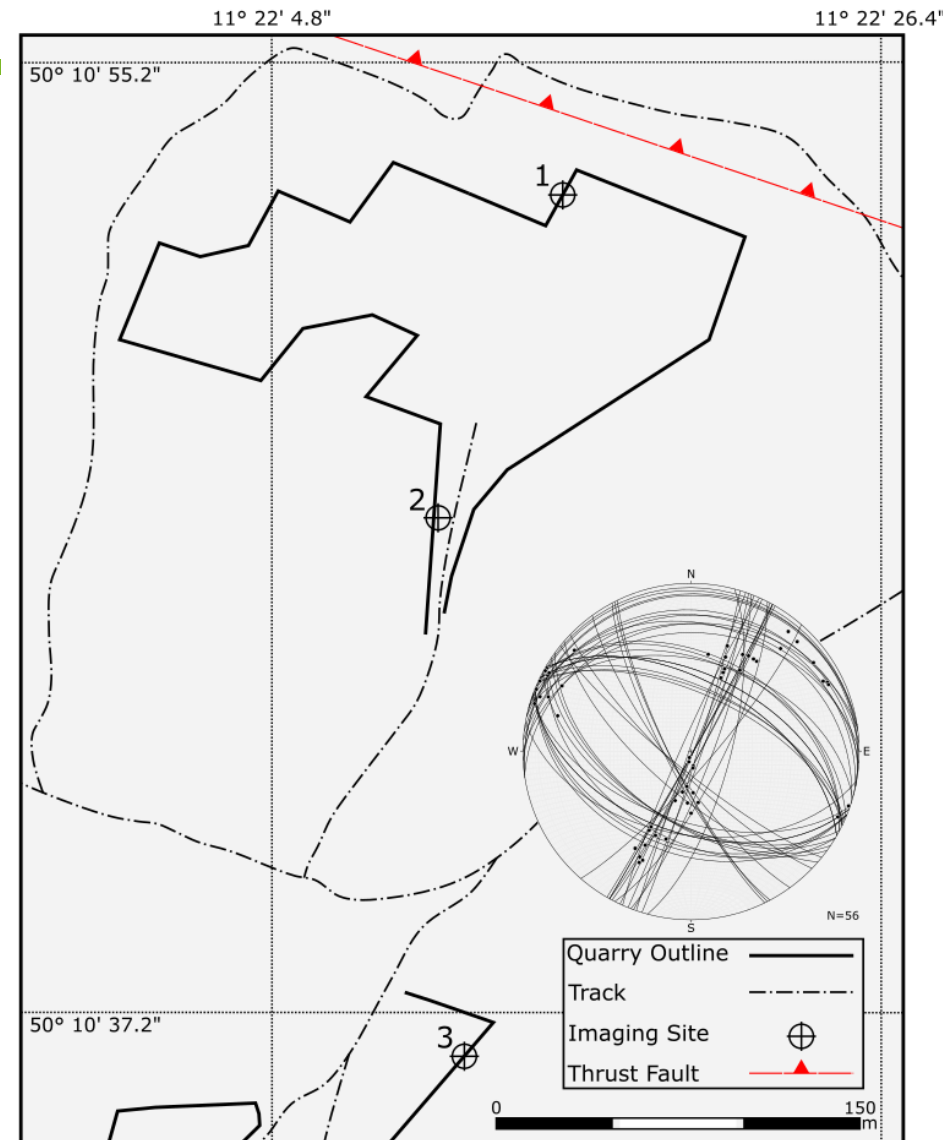 11° 22' 4.8"
11° 22' 26.4"
50° 10' 55.2"
1
2
N
W
E
S
N=56
Quarry Outline
Track
Imaging Site
Thrust Fault
50° 10' 37.2"
3
0
150
m